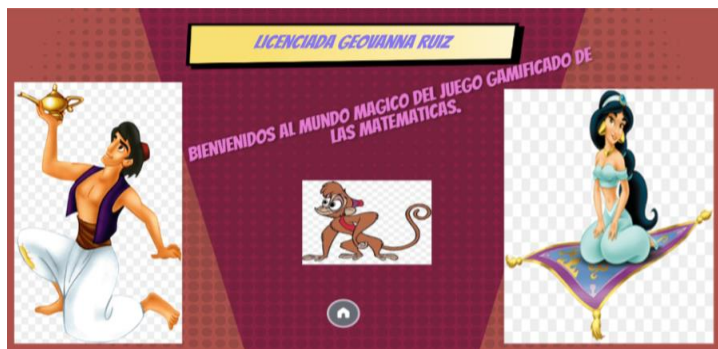 LICENCIADA GEOVANNA RUIZ
BIENVENIDOS AL MUNDO MAGICO DEL JUEGO GAMIFICADO DE
LAS MATEMATICAS.